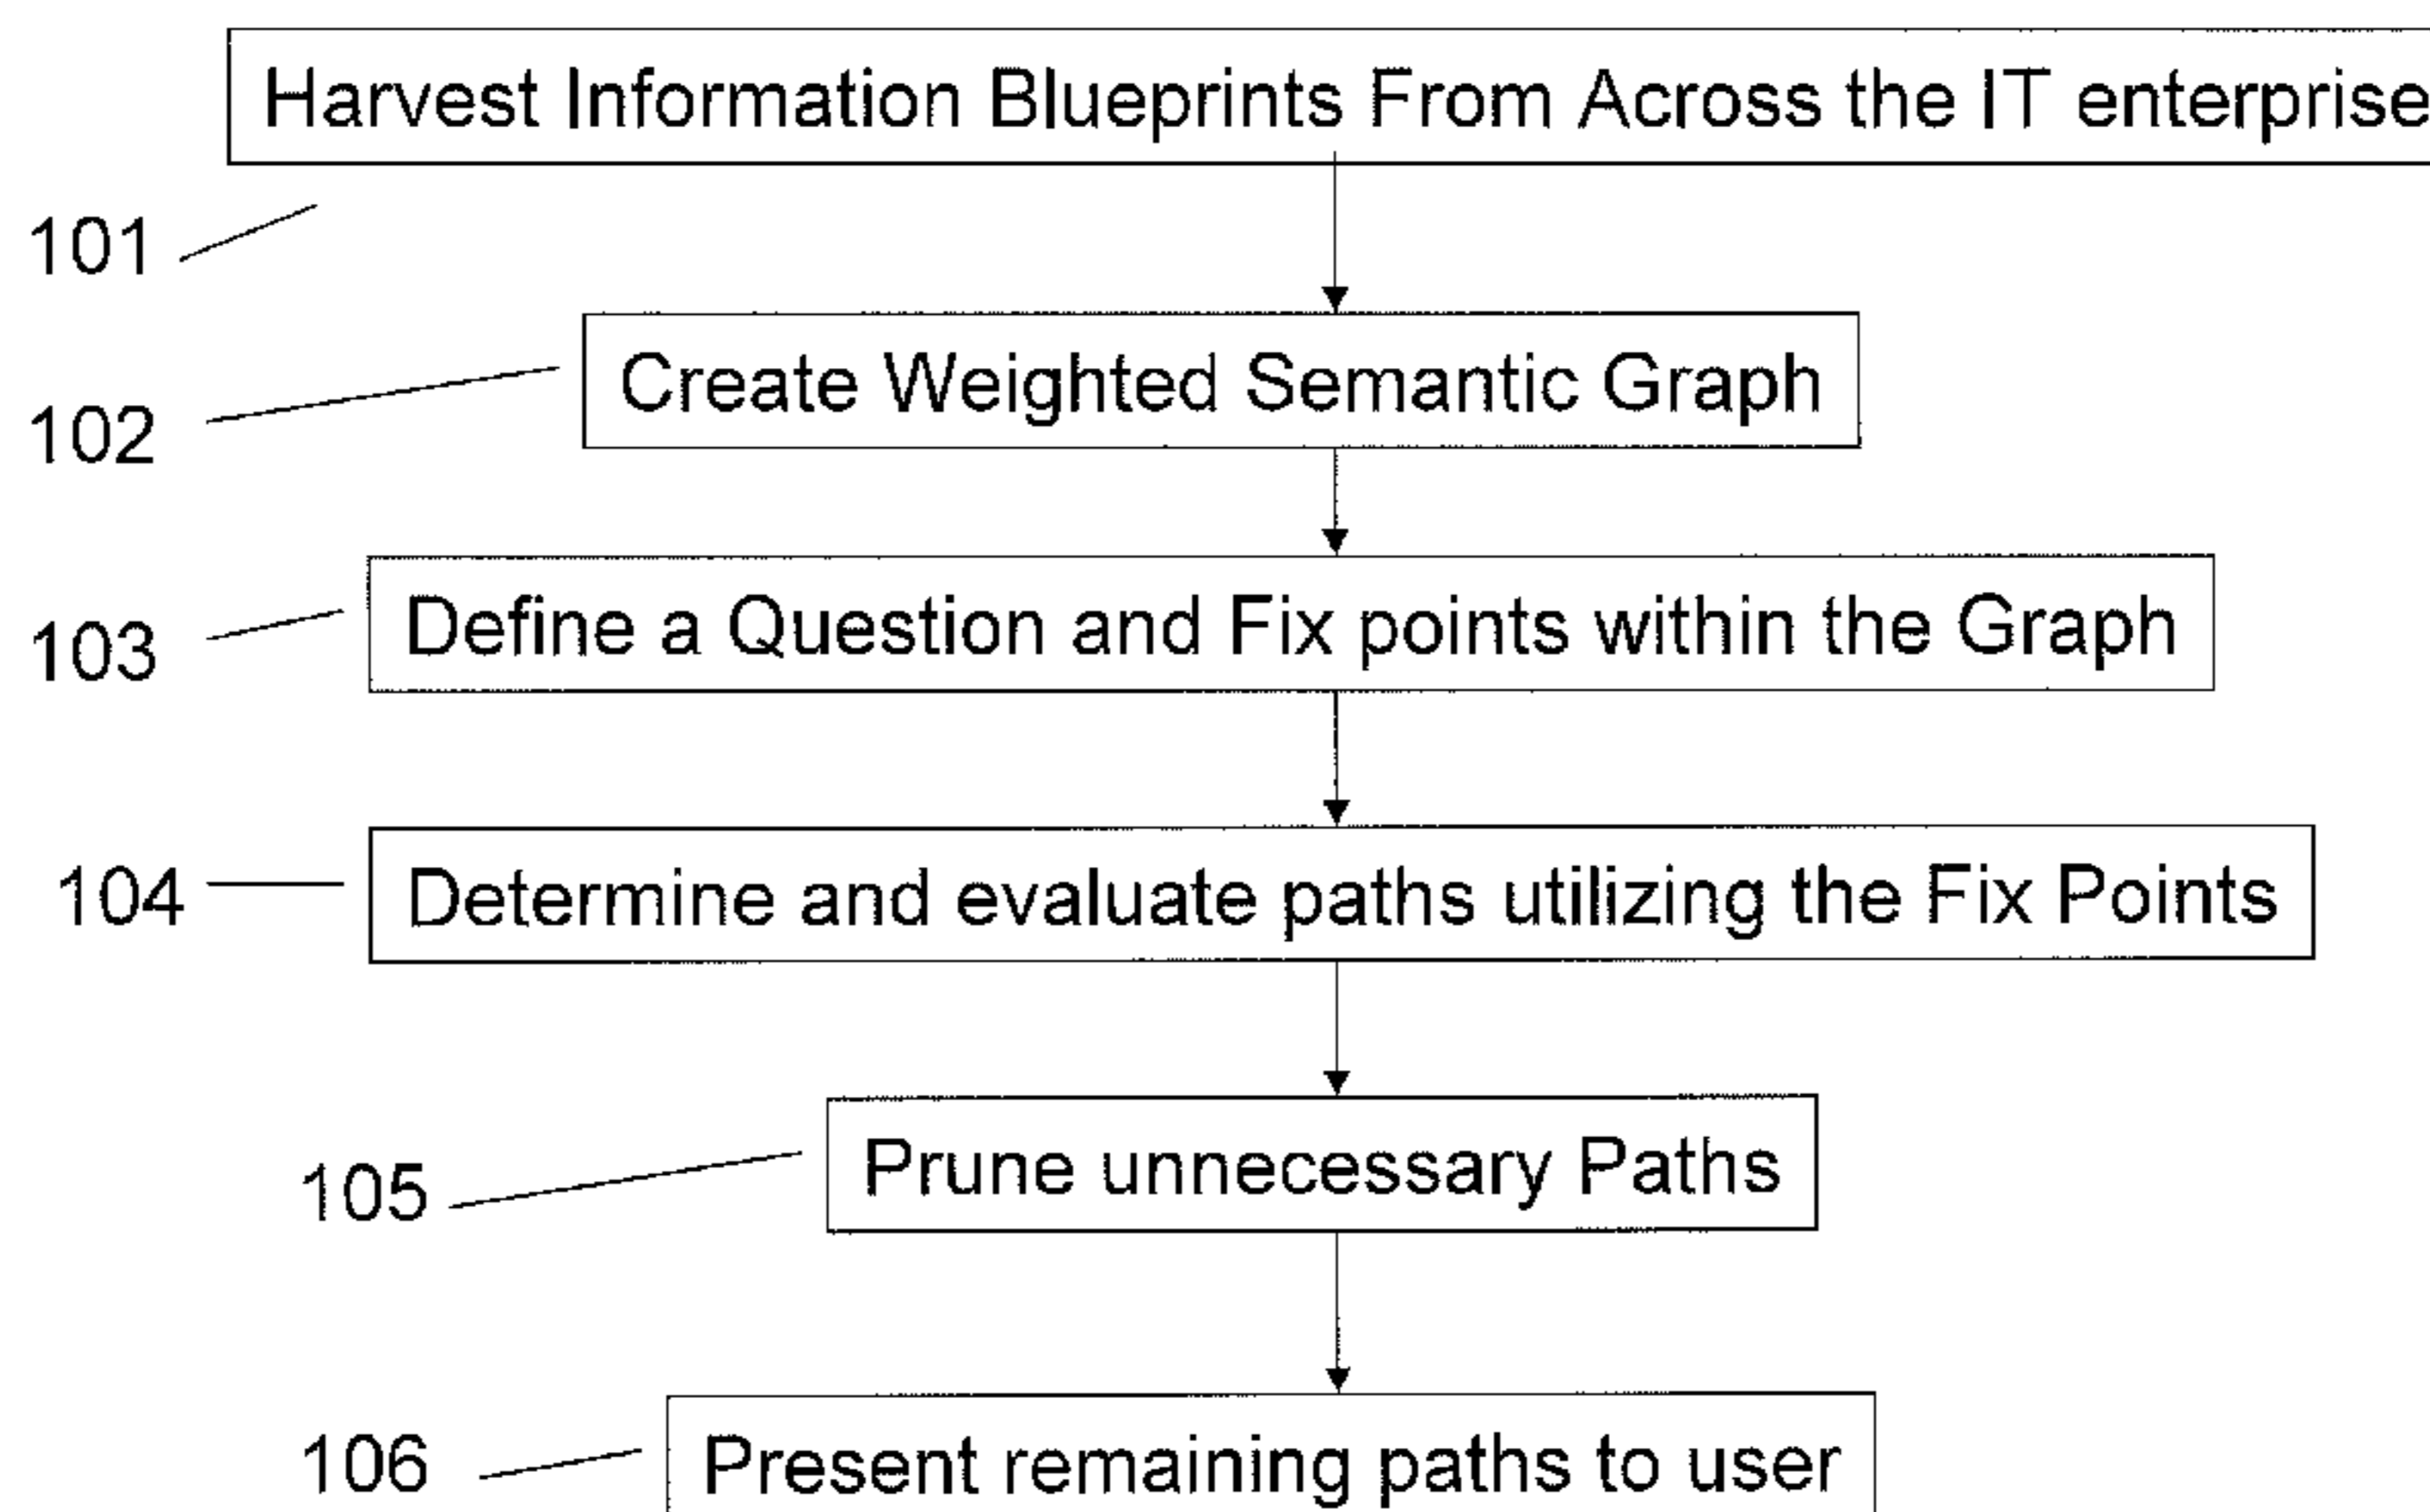 Harvest Information Blueprints From Across the IT enterprise
101
Create Weighted Semantic Graph
102
Define a Question and Fix points within the Graph
103
104
Determine and evaluate paths utilizing the Fix Points
Prune unnecessary Paths
105
106
Present remaining paths to user